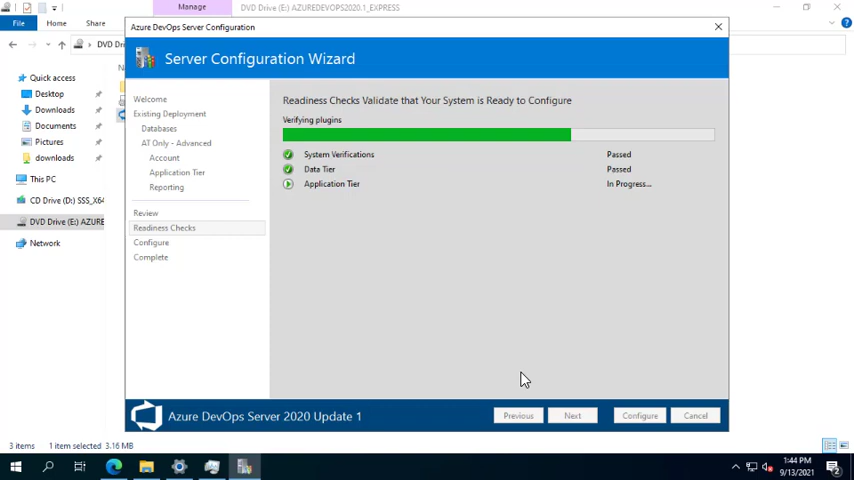 Manage
DVD Drive (E:) AZUREDEVOPS2020.1_EXPRESS
File
Home
Share
DVD Dri
Azure DevOps Server Configuration
Server Configuration Wizard
Quick access
Desktop
Downloads
Documents
Pictures
downloads
This PC
CD Drive (D:) SSS_X64
DVD Drive (E:) AZURE
Network
Welcome
Existing Deployment
Databases
AT Only - Advanced
Account
Application Tier
Reporting
Review
Readiness Checks
Configure
Complete
Readiness Checks Validate that Your System is Ready to Configure
Verifying plugins
System Verifications Passed
Data Tier Passed
Application Tier In Progress...
Azure DevOps Server 2020 Update 1
Previous
Next
Configure
Cancel
3 items 1 item selected 3.16 MB
1:44 PM
9/13/2021
2